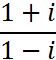 1 + i
1 − i